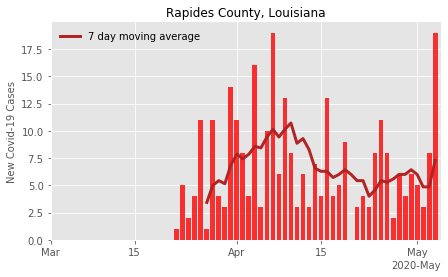 Rapides County, Louisiana
7 day moving average
New Covid-19 Cases
17.5
15.0
12.5
10.0
7.5
5.0
2.5
0.0
Mar
15
Apr
15
May
2020-May